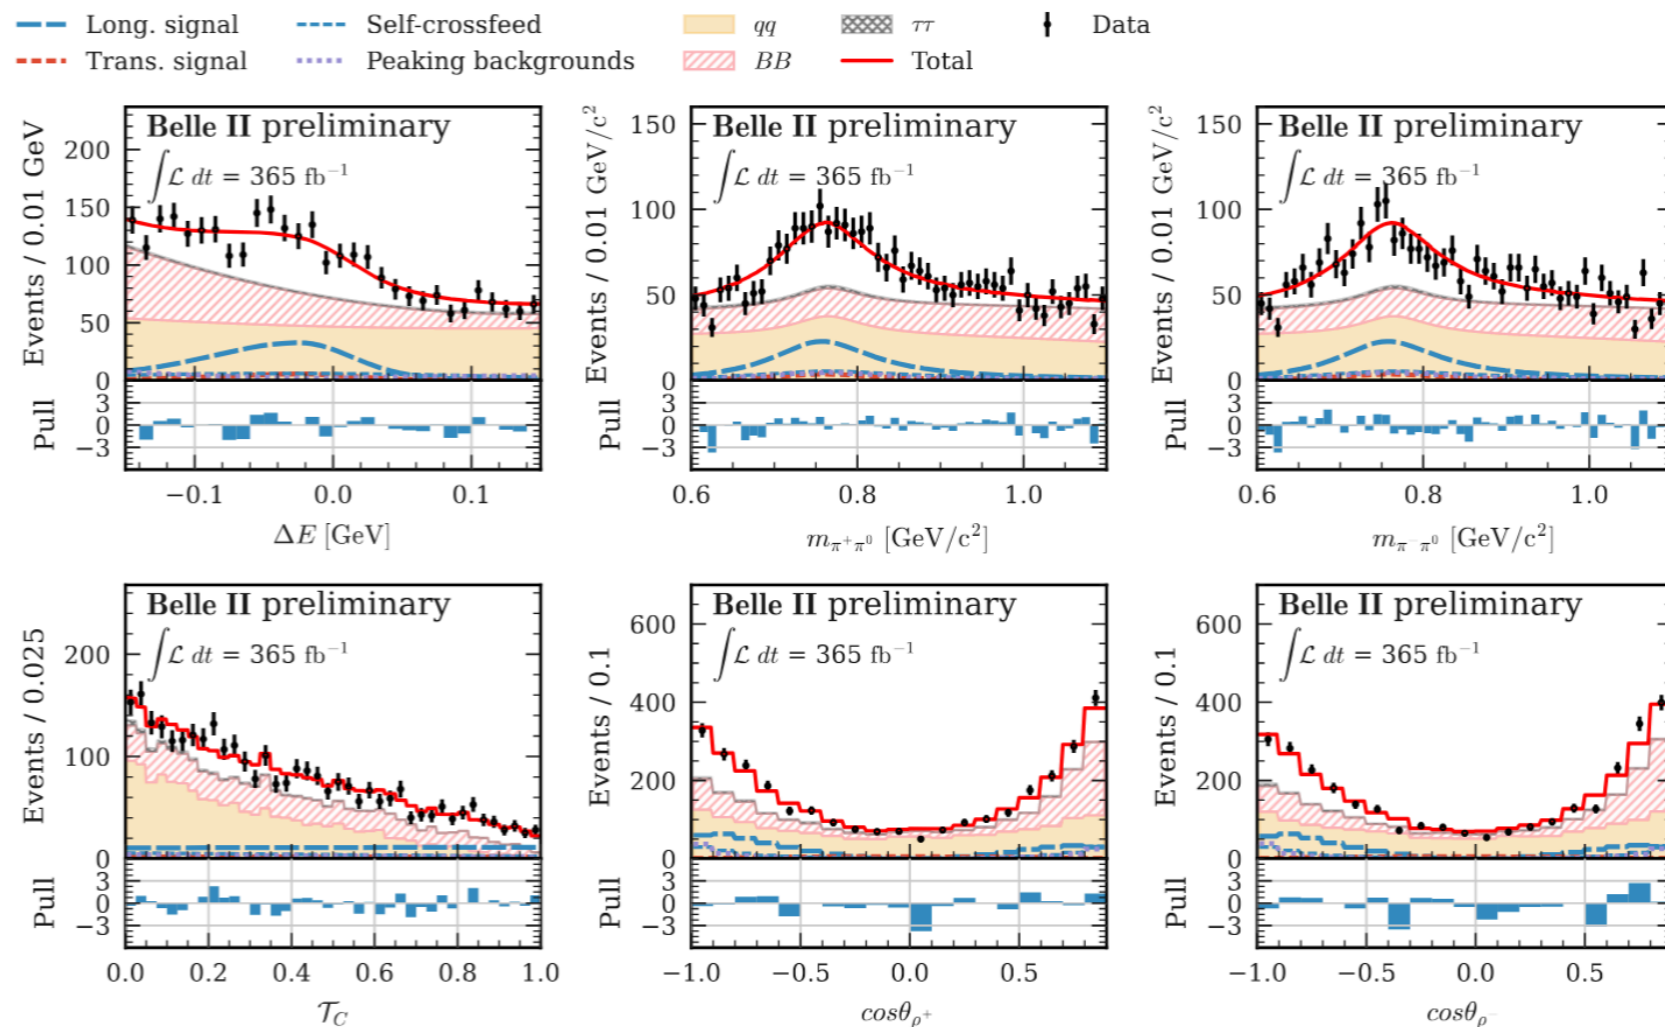 Long. signal Self-crossfeed qq ττ Data
Trans. signal Peaking backgrounds BB Total
Belle II preliminary
∫ℒ dt = 365 fb⁻¹
Events / 0.01 GeV
200
150
100
50
0
Pull
3
0
−3
−0.1 0.0 0.1
ΔE [GeV]
Belle II preliminary
∫ℒ dt = 365 fb⁻¹
Events / 0.01 GeV/c²
150
100
50
0
Pull
3
0
−3
0.6 0.8 1.0
m_{π⁺π⁰} [GeV/c²]
Belle II preliminary
∫ℒ dt = 365 fb⁻¹
Events / 0.01 GeV/c²
150
100
50
0
Pull
3
0
−3
0.6 0.8 1.0
m_{π⁻π⁰} [GeV/c²]
Belle II preliminary
∫ℒ dt = 365 fb⁻¹
Events / 0.025
200
100
0
Pull
3
0
−3
0.0 0.2 0.4 0.6 0.8 1.0
𝒯_C
Belle II preliminary
∫ℒ dt = 365 fb⁻¹
Events / 0.1
600
400
200
0
Pull
3
0
−3
−1.0 −0.5 0.0 0.5
cosθ_{ρ⁺}
Belle II preliminary
∫ℒ dt = 365 fb⁻¹
Events / 0.1
600
400
200
0
Pull
3
0
−3
−1.0 −0.5 0.0 0.5
cosθ_{ρ⁻}